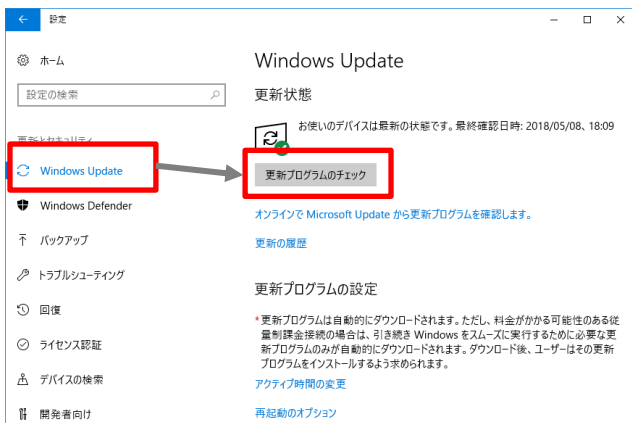 設定
ホーム
設定の検索
更新とセキュリティ
Windows Update
Windows Defender
バックアップ
トラブルシューティング
回復
ライセンス認証
デバイスの検索
開発者向け
Windows Update
更新状態
お使いのデバイスは最新の状態です。最終確認日時: 2018/05/08、18:09
更新プログラムのチェック
オンラインで Microsoft Update から更新プログラムを確認します。
更新の履歴
更新プログラムの設定
*更新プログラムは自動的にダウンロードされます。ただし、料金がかかる可能性のある従
量制課金接続の場合は、引き続き Windows をスムーズに実行するために必要な更
新プログラムのみが自動的にダウンロードされます。ダウンロード後、ユーザーはその更新
プログラムをインストールするよう求められます。
アクティブ時間の変更
再起動のオプション